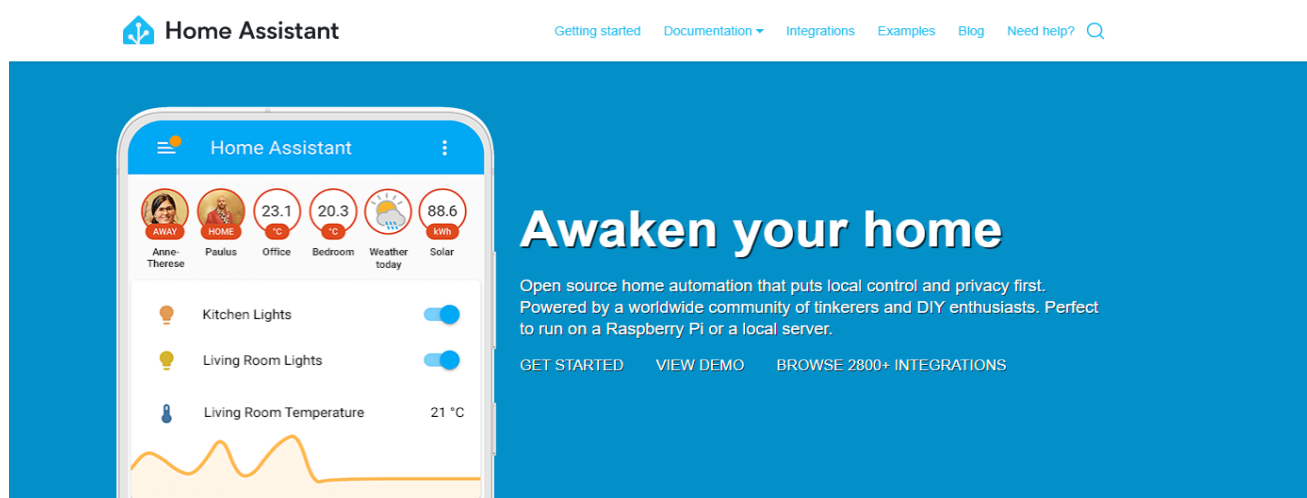 Home Assistant
Getting started Documentation Integrations Examples Blog Need help?
Home Assistant
AWAY HOME 23.1 °C 20.3 °C 88.6 kWh
Anne-
Therese
Paulus
Office
Bedroom
Weather
today
Solar
Kitchen Lights
Living Room Lights
Living Room Temperature 21 °C
Awaken your home
Open source home automation that puts local control and privacy first.
Powered by a worldwide community of tinkerers and DIY enthusiasts. Perfect
to run on a Raspberry Pi or a local server.
GET STARTED VIEW DEMO BROWSE 2800+ INTEGRATIONS